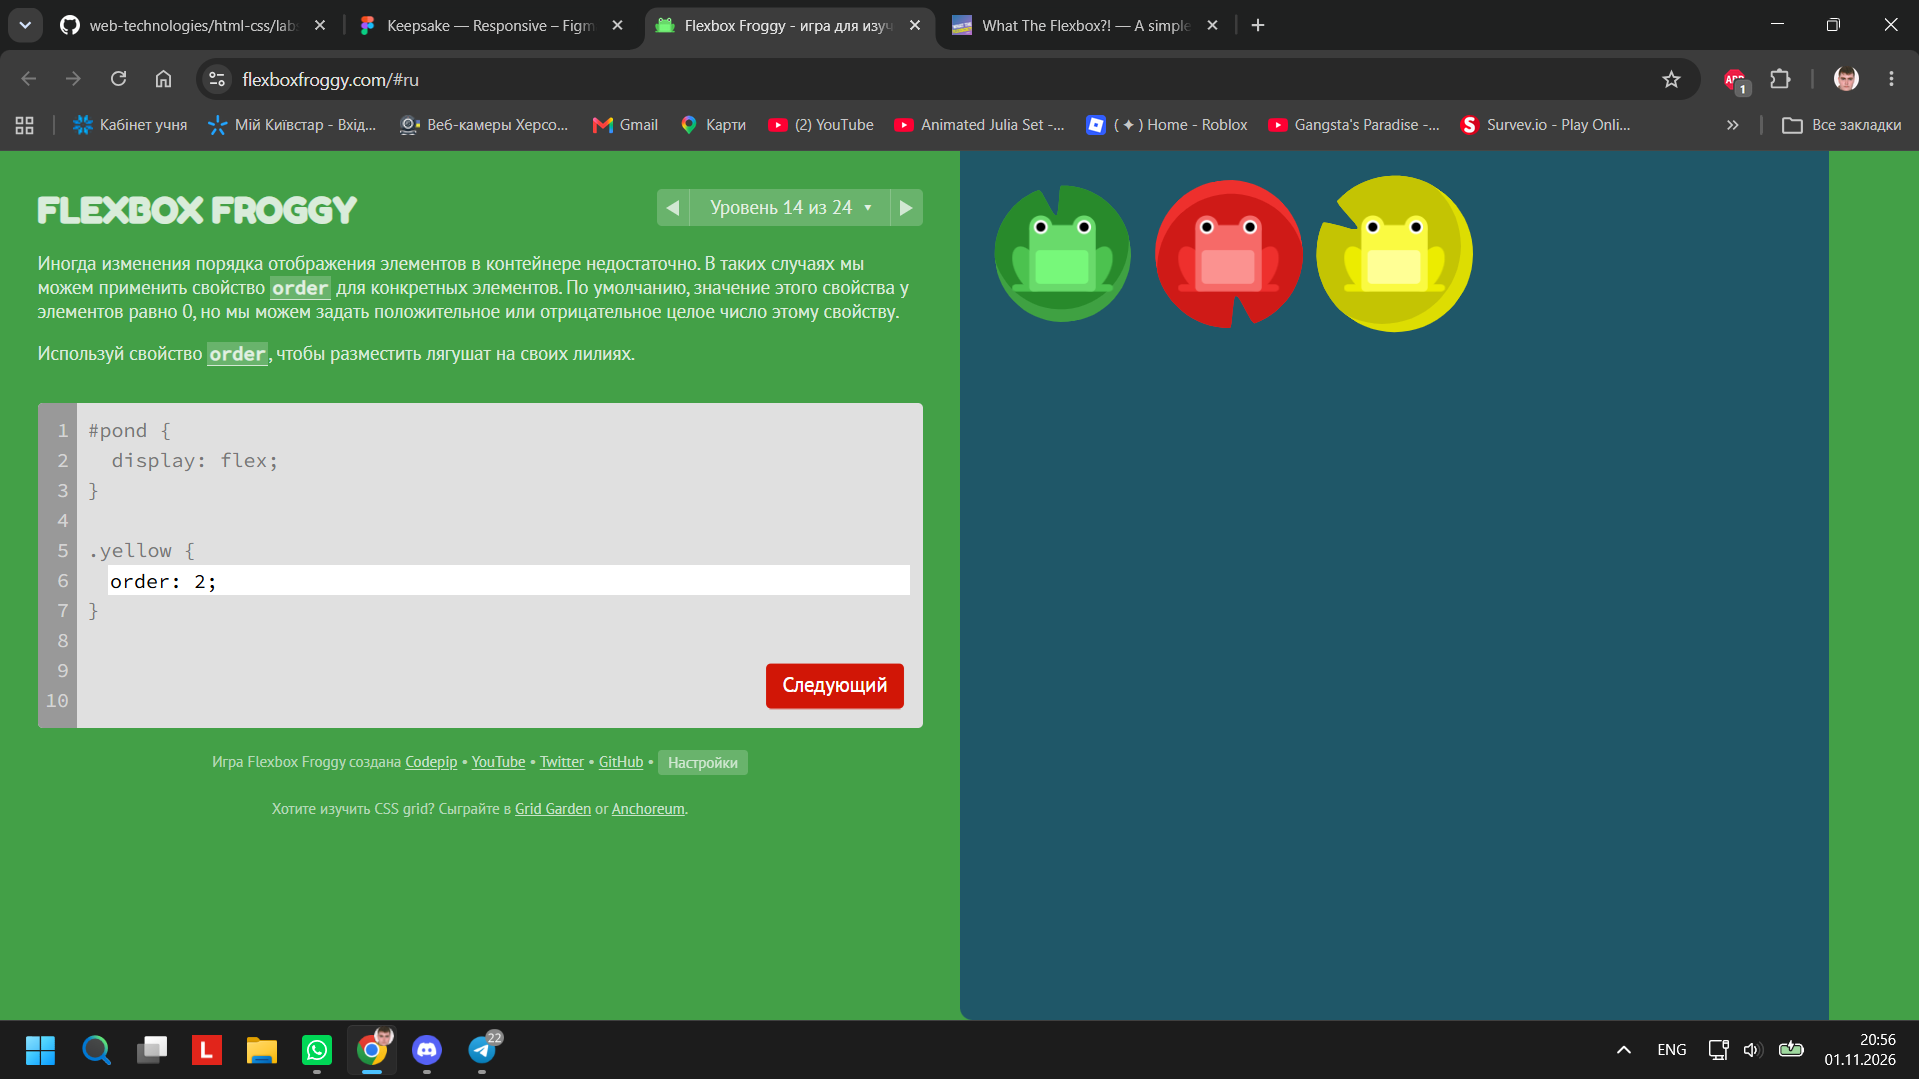 web-technologies/html-css/lab
Keepsake — Responsive – Figm
Flexbox Froggy - игра для изуч
What The Flexbox?! — A simple
flexboxfroggy.com/#ru
ABP
1
Кабінет учня
Мій Київстар - Вхід...
Веб-камеры Херсо...
Gmail
Карти
(2) YouTube
Animated Julia Set -...
( ✦ ) Home - Roblox
Gangsta's Paradise -...
Survev.io - Play Onli...
Все закладки
FLEXBOX FROGGY
Уровень 14 из 24
Иногда изменения порядка отображения элементов в контейнере недостаточно. В таких случаях мы
можем применить свойство order для конкретных элементов. По умолчанию, значение этого свойства у
элементов равно 0, но мы можем задать положительное или отрицательное целое число этому свойству.
Используй свойство order, чтобы разместить лягушат на своих лилиях.
1 #pond {
2 display: flex;
3 }
4
5 .yellow {
6 order: 2;
7 }
8
9
10
Следующий
Игра Flexbox Froggy создана Codepip • YouTube • Twitter • GitHub • Настройки
Хотите изучить CSS grid? Сыграйте в Grid Garden or Anchoreum.
L
22
ENG
20:56
01.11.2026